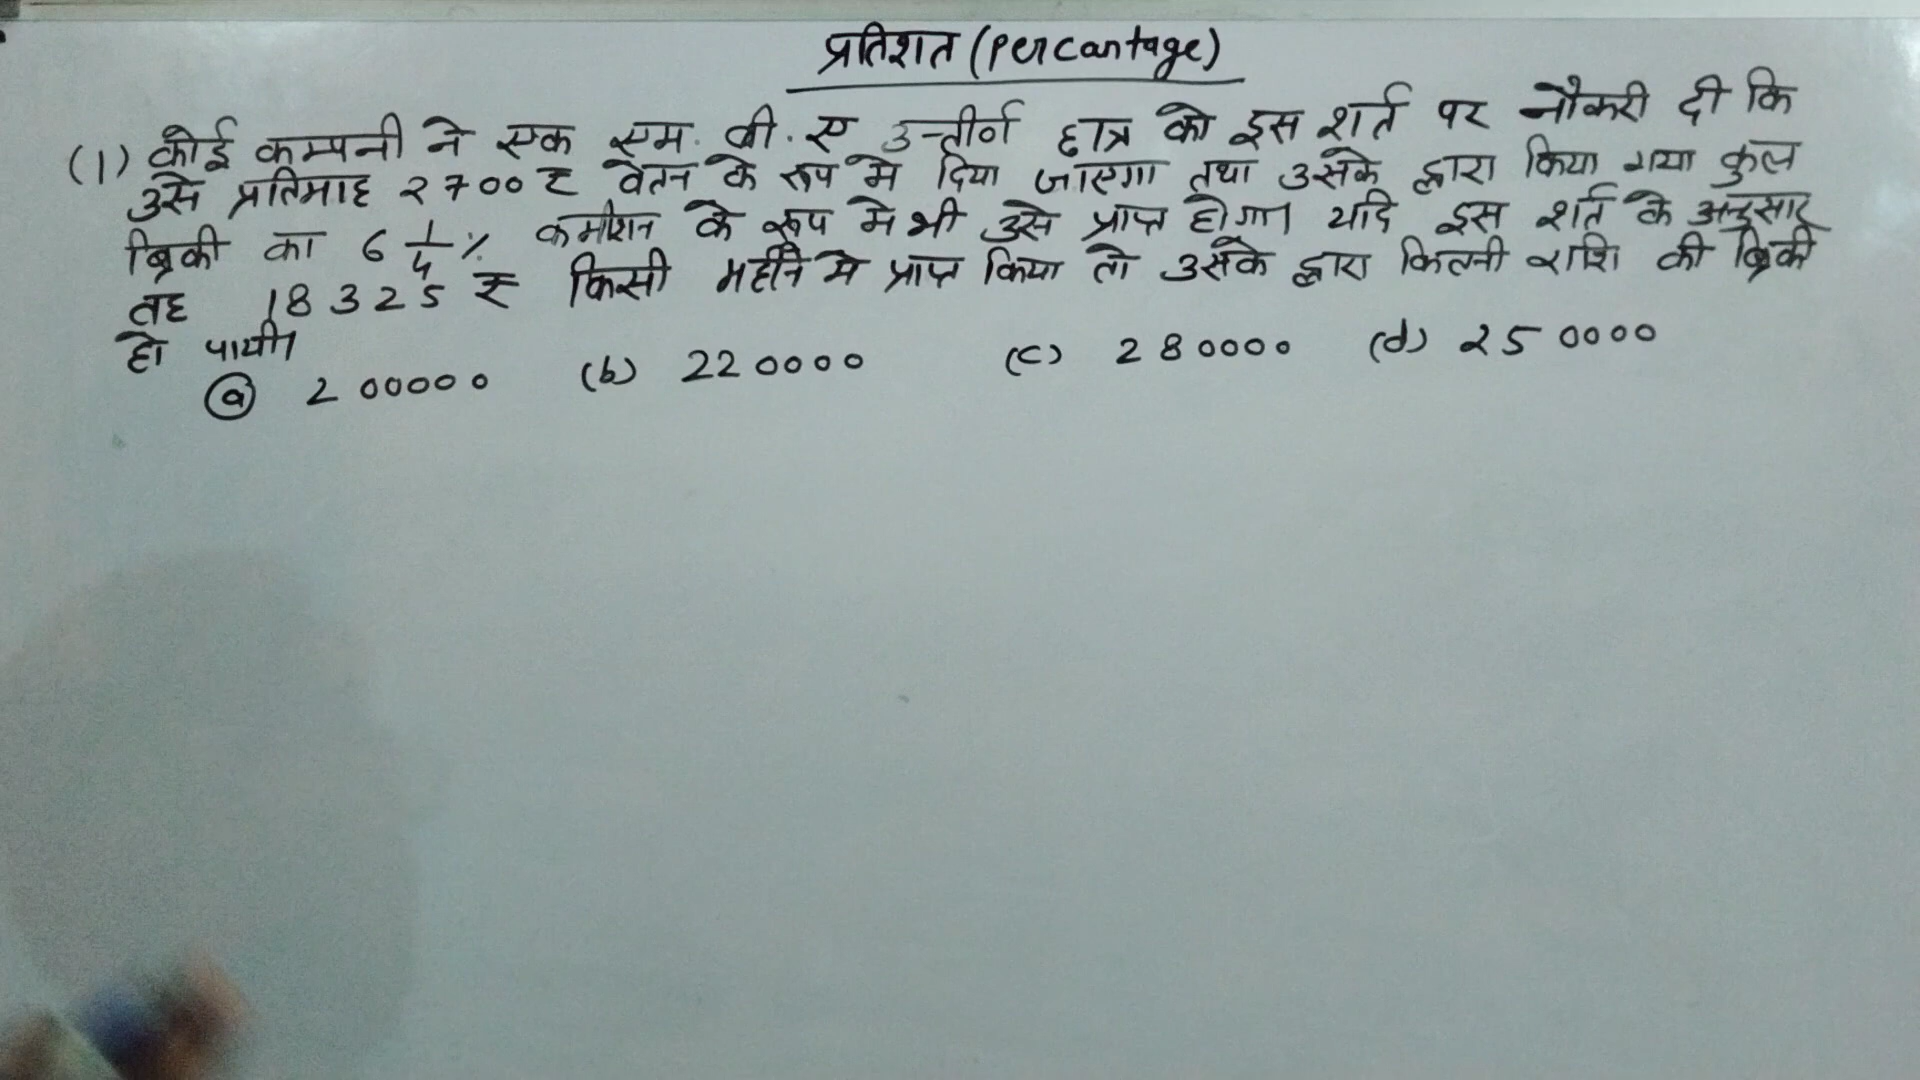 प्रतिशत (Percantage)
(1) कोई कम्पनी ने एक एम. बी. ए उत्तीर्ण छात्र को इस शर्त पर नौकरी दी कि
उसे प्रतिमाह 2700 ₹ वेतन के रूप मे दिया जाएगा तथा उसके द्वारा किया गया कुल
बिक्री का 6 1/4 % कमीशन के रूप मे भी उसे प्राप्त होगा। यदि इस शर्त के अनुसार
वह 18325 ₹ किसी महीने मे प्राप्त किया तो उसके द्वारा कितनी राशि की बिक्री
हो पायी।
(a) 200000 (b) 220000 (c) 280000 (d) 250000